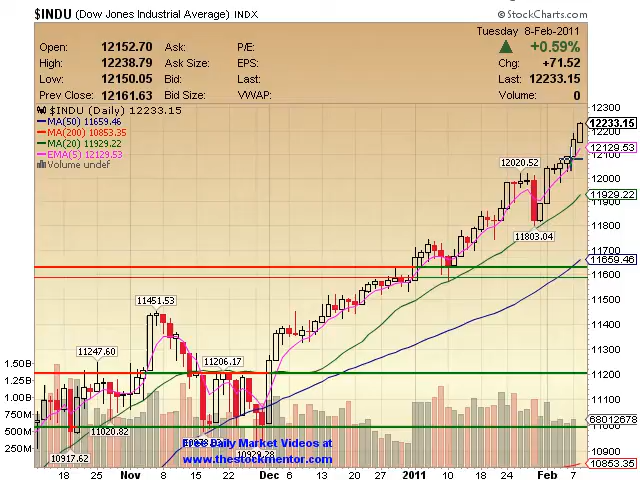 $INDU (Dow Jones Industrial Average) INDX © StockCharts.com
Tuesday 8-Feb-2011
Open: 12152.70 Ask: P/E: ▲ +0.59%
High: 12238.79 Ask Size: EPS: Chg: +71.52
Low: 12150.05 Bid: Last: Last: 12233.15
Prev Close: 12161.63 Bid Size: VWAP: Volume: 0
$INDU (Daily) 12233.15
MA(50) 11659.46
MA(200) 10853.35
MA(20) 11929.22
EMA(5) 12129.53
Volume undef
12300
12233.15
12200
12129.53
12020.52
12000
11929.22
11900
11803.04
11800
11700
11659.46
11600
11500
11451.53
11400
11300
11247.60
11206.17
11200
1.50B
1.25B
11100
1.00B
750M
11020.82
68012678
11000
500M
250M
Free Daily Market Videos at
10929.28
10900
10917.62
www.thestockmentor.com
10853.35
18 25 Nov 8 15 22 Dec 6 13 20 27 2011 10 18 24 Feb 7